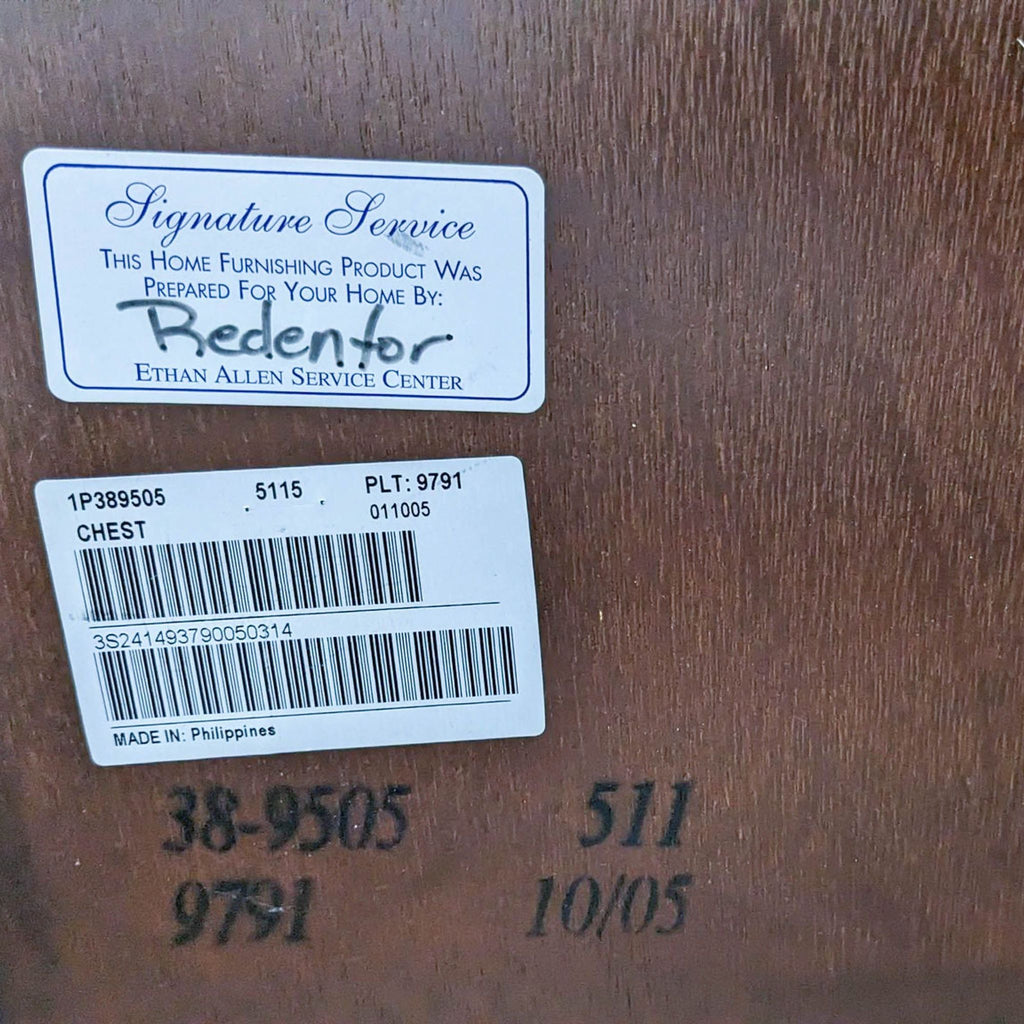 Signature Service
THIS HOME FURNISHING PRODUCT WAS
PREPARED FOR YOUR HOME BY:
Redentor
ETHAN ALLEN SERVICE CENTER
1P389505 5115 PLT: 9791
CHEST 011005
3S241493790050314
MADE IN: Philippines
38-9505 511
9791 10/05